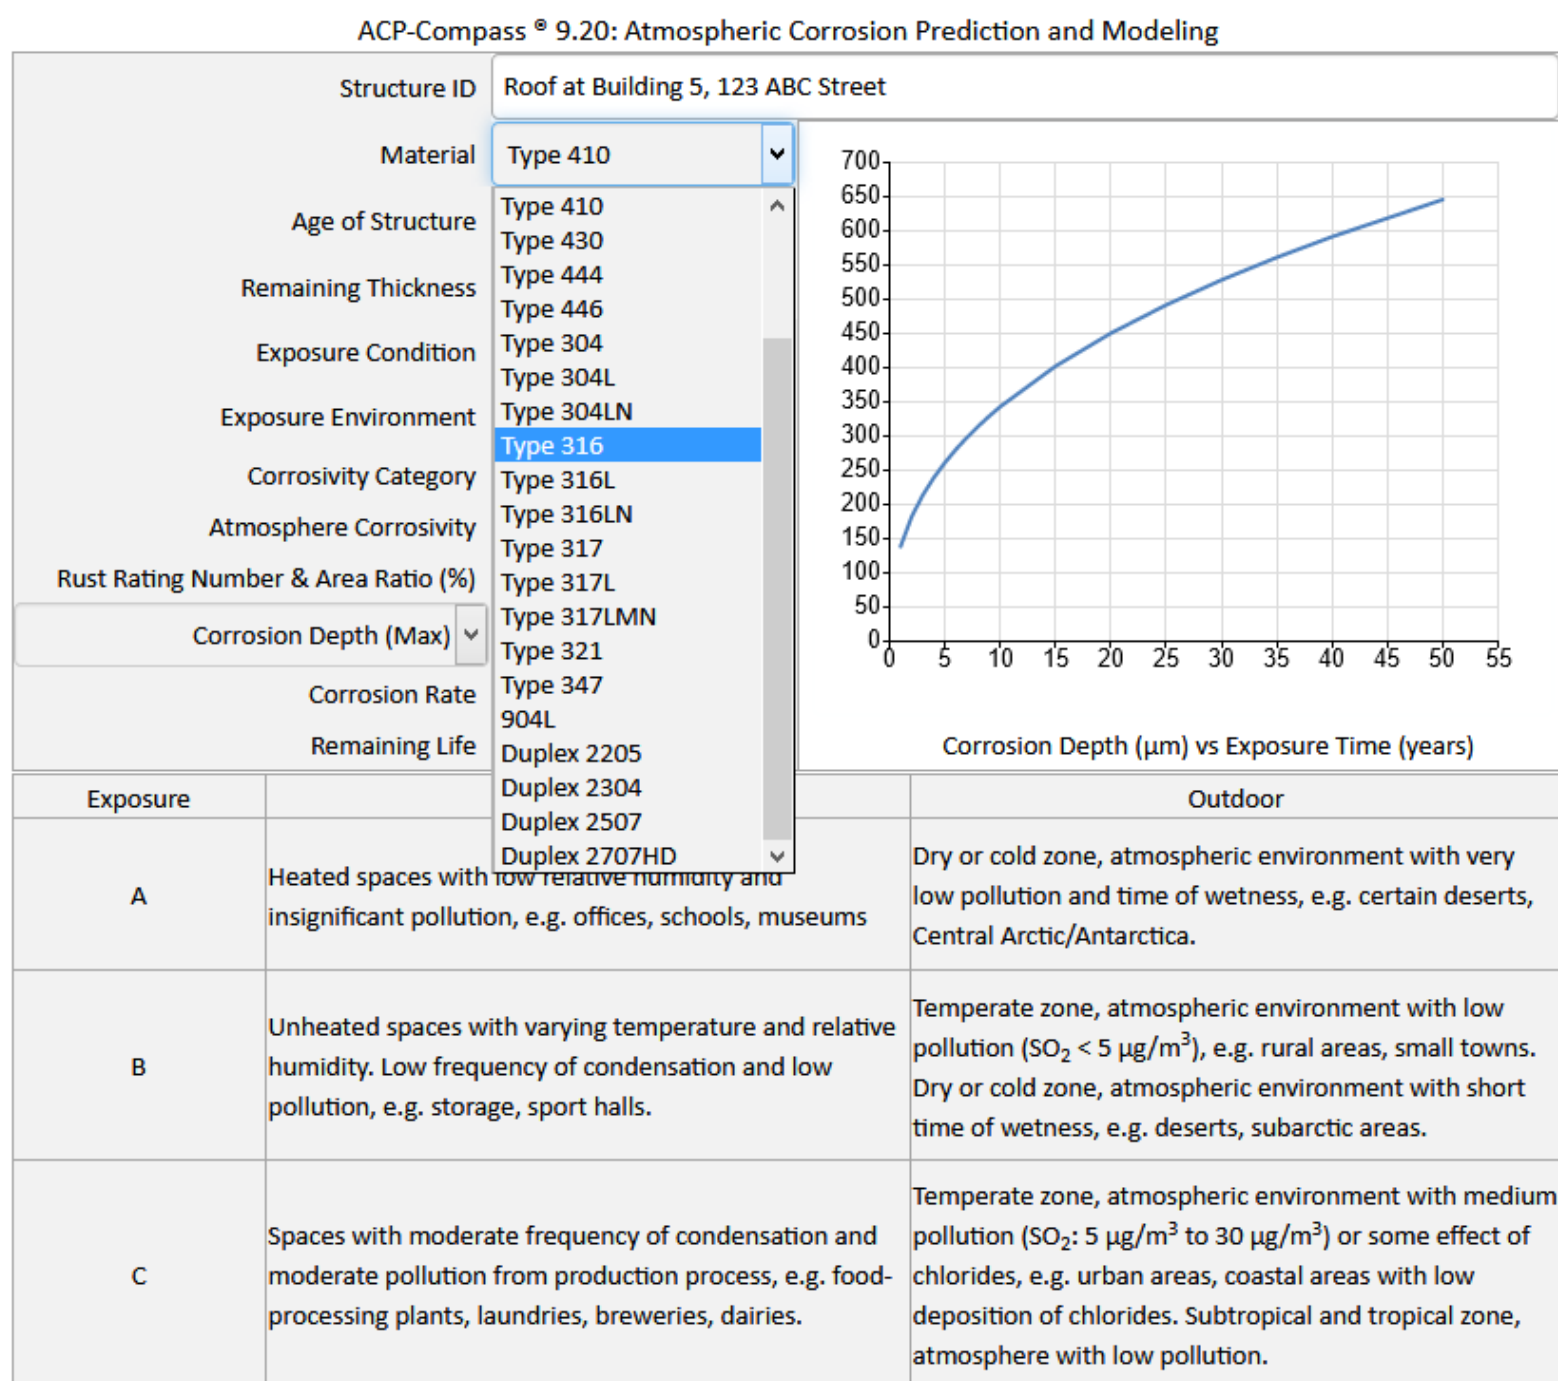 ACP-Compass ® 9.20: Atmospheric Corrosion Prediction and Modeling
Structure ID
Roof at Building 5, 123 ABC Street
Material
Type 410
Age of Structure
Remaining Thickness
Exposure Condition
Exposure Environment
Corrosivity Category
Atmosphere Corrosivity
Rust Rating Number & Area Ratio (%)
Corrosion Depth (Max)
Corrosion Rate
Remaining Life
Type 410
Type 430
Type 444
Type 446
Type 304
Type 304L
Type 304LN
Type 316
Type 316L
Type 316LN
Type 317
Type 317L
Type 317LMN
Type 321
Type 347
904L
Duplex 2205
Duplex 2304
Duplex 2507
Duplex 2707HD
700
650
600
550
500
450
400
350
300
250
200
150
100
50
0
0 5 10 15 20 25 30 35 40 45 50 55
Corrosion Depth (µm) vs Exposure Time (years)
Exposure
Outdoor
A
Heated spaces with low relative humidity and
insignificant pollution, e.g. offices, schools, museums
Dry or cold zone, atmospheric environment with very
low pollution and time of wetness, e.g. certain deserts,
Central Arctic/Antarctica.
B
Unheated spaces with varying temperature and relative
humidity. Low frequency of condensation and low
pollution, e.g. storage, sport halls.
Temperate zone, atmospheric environment with low
pollution (SO₂ < 5 µg/m³), e.g. rural areas, small towns.
Dry or cold zone, atmospheric environment with short
time of wetness, e.g. deserts, subarctic areas.
C
Spaces with moderate frequency of condensation and
moderate pollution from production process, e.g. food-
processing plants, laundries, breweries, dairies.
Temperate zone, atmospheric environment with medium
pollution (SO₂: 5 µg/m³ to 30 µg/m³) or some effect of
chlorides, e.g. urban areas, coastal areas with low
deposition of chlorides. Subtropical and tropical zone,
atmosphere with low pollution.